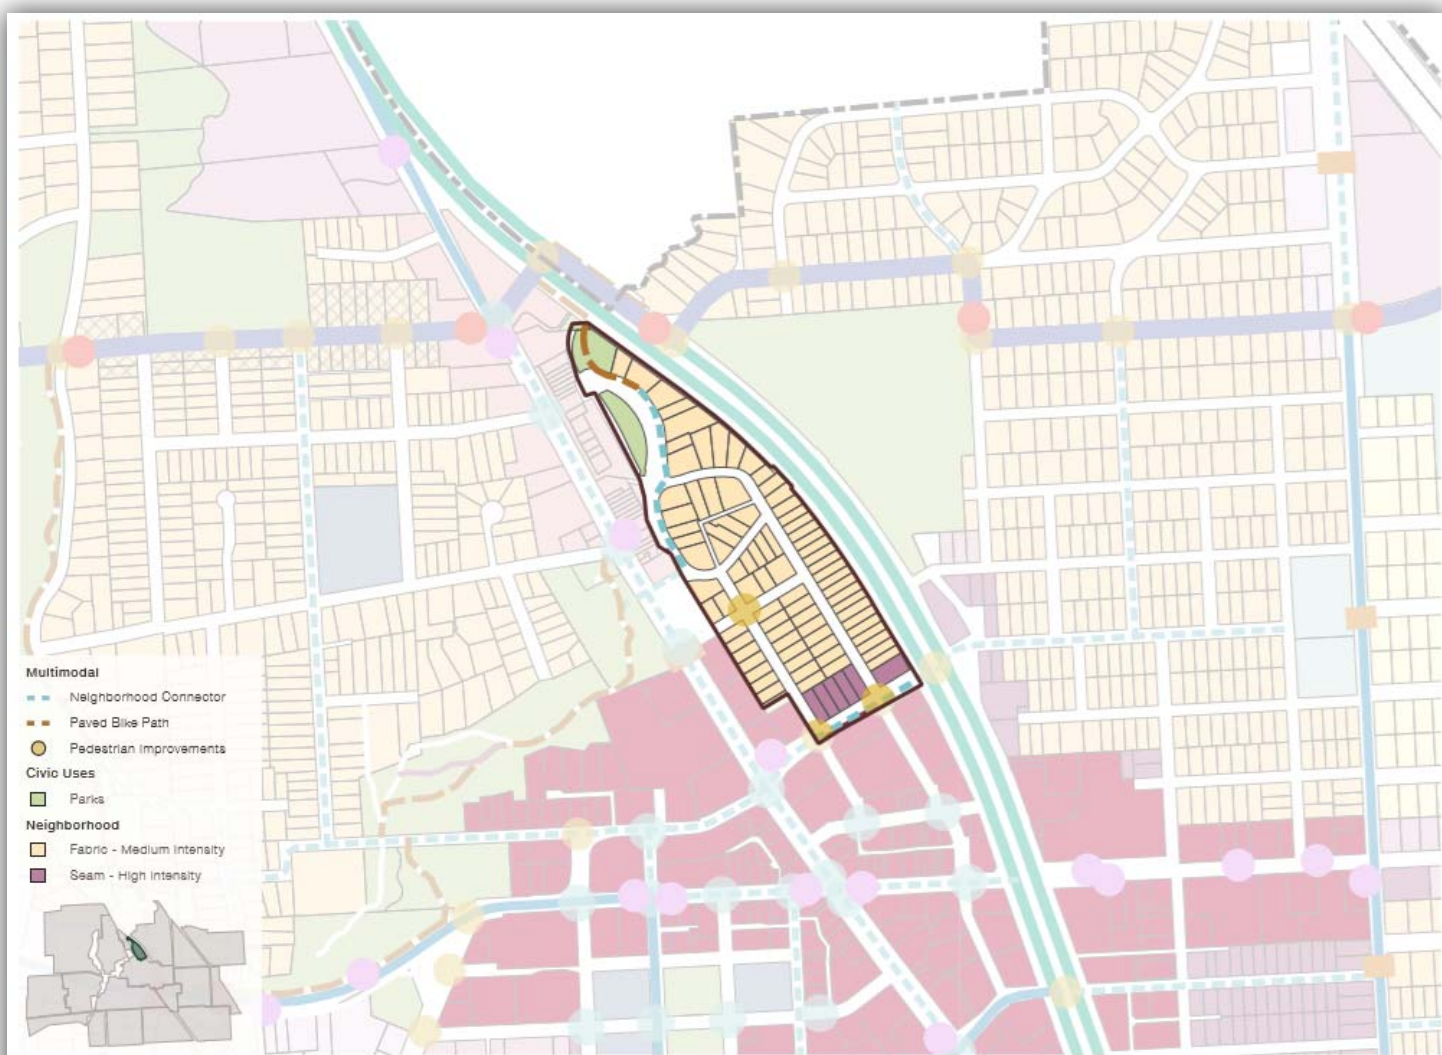 Multimodal
Neighborhood Connector
Paved Bike Path
Pedestrian Improvements
Civic Uses
Parks
Neighborhood
Fabric - Medium Intensity
Seam - High Intensity